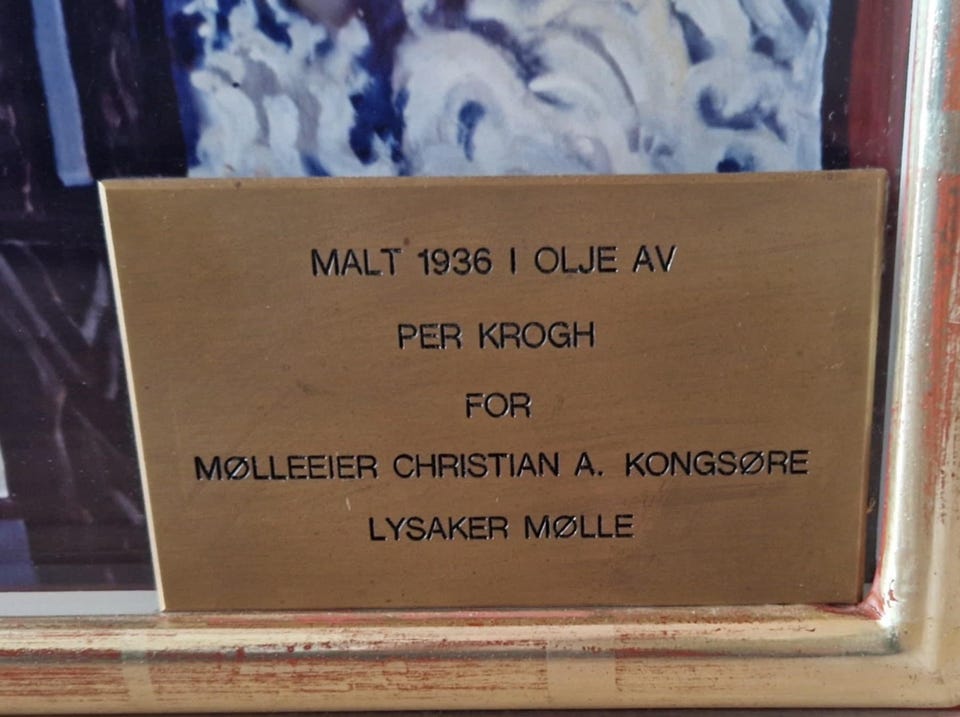 MALT 1936 I OLJE AV
PER KROGH
FOR
MØLLEEIER CHRISTIAN A. KONGSØRE
LYSAKER MØLLE